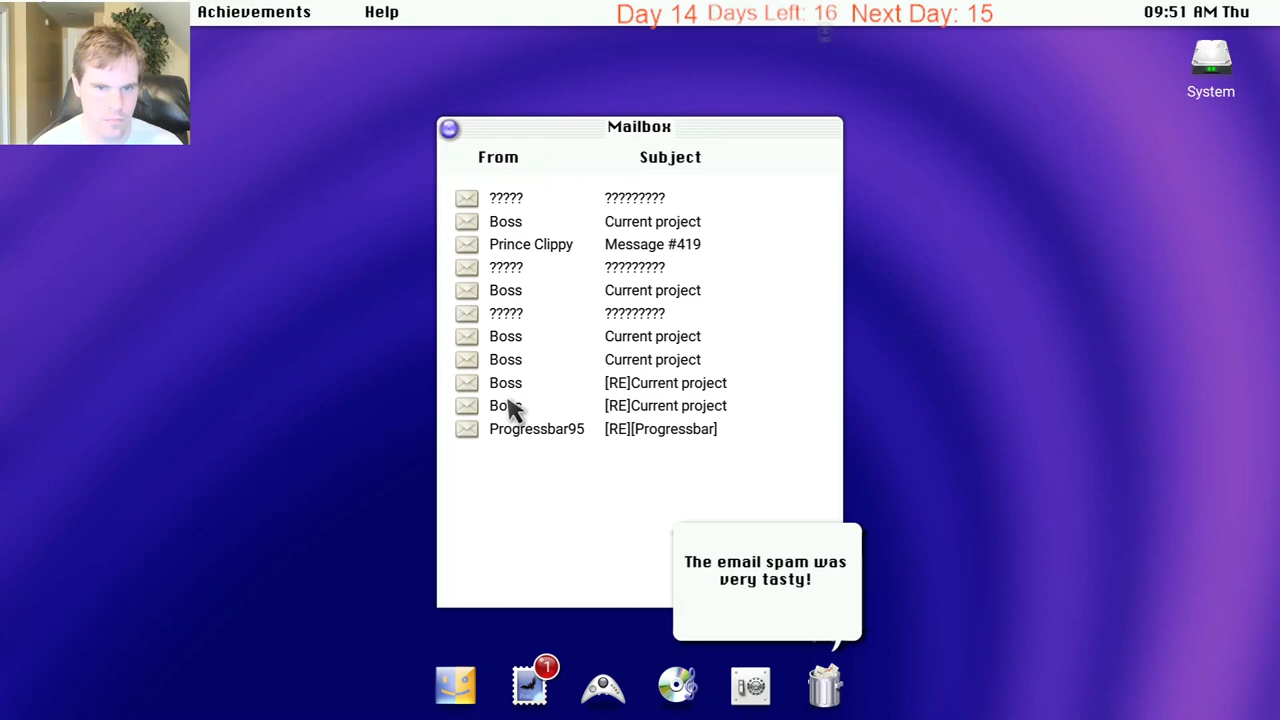 Achievements Help Day 14 Days Left: 16 Next Day: 15 09:51 AM Thu
System
Mailbox
From Subject
????? ?????????
Boss Current project
Prince Clippy Message #419
????? ?????????
Boss Current project
????? ?????????
Boss Current project
Boss Current project
Boss [RE]Current project
Boss [RE]Current project
Progressbar95 [RE][Progressbar]
The email spam was
very tasty!
1